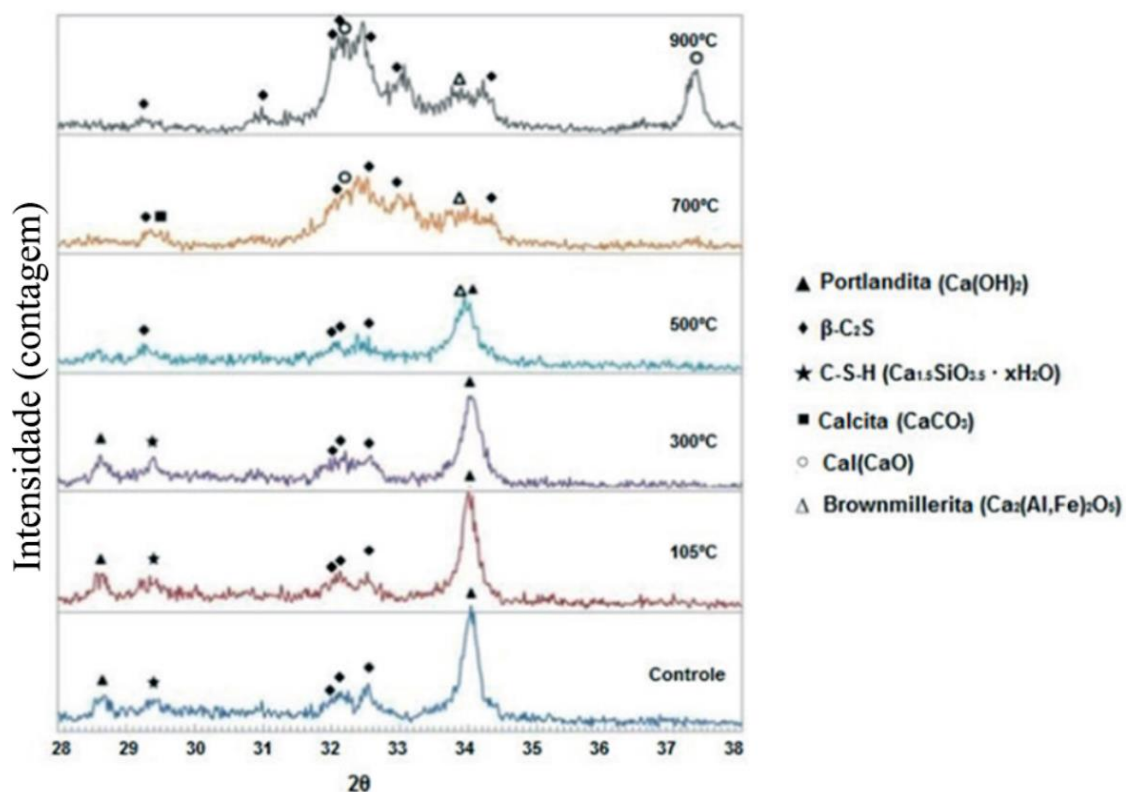 Intensidade (contagem)
900ºC
700ºC
500ºC
300ºC
105ºC
Controle
28 29 30 31 32 33 34 35 36 37 38
2θ
Portlandita (Ca(OH)₂)
β-C₂S
C-S-H (Ca₁.₅SiO₃.₅ · xH₂O)
Calcita (CaCO₃)
Cal(CaO)
Brownmillerita (Ca₂(Al,Fe)₂O₅)